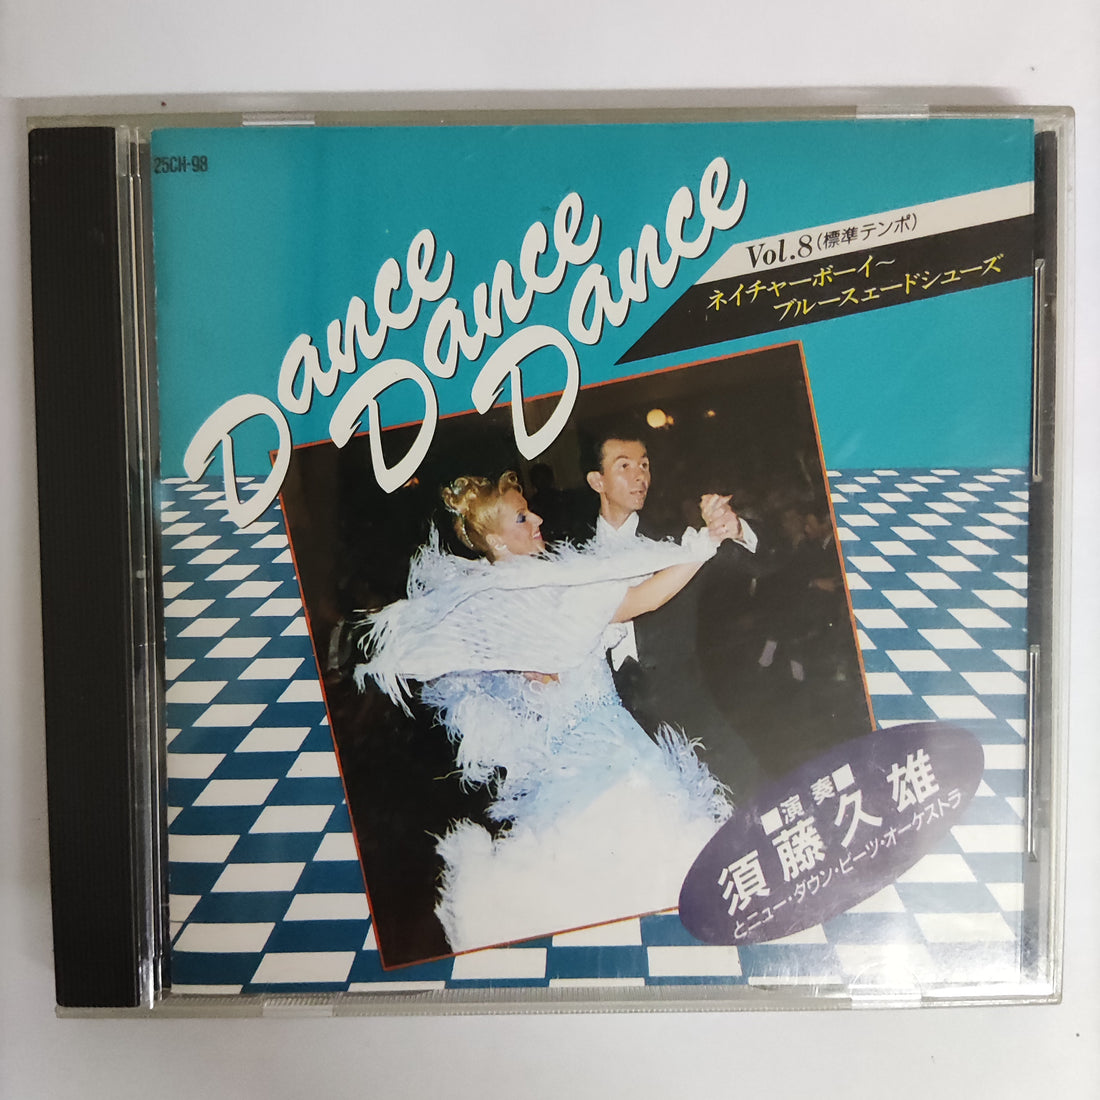 25CH-98
Dance
Dance
Dance
Vol.8(標準テンポ)
ネイチャーボーイ〜
ブルースエードシューズ
■演奏■
須藤久雄
とニュー・ダウン・ビーツ・オーケストラ